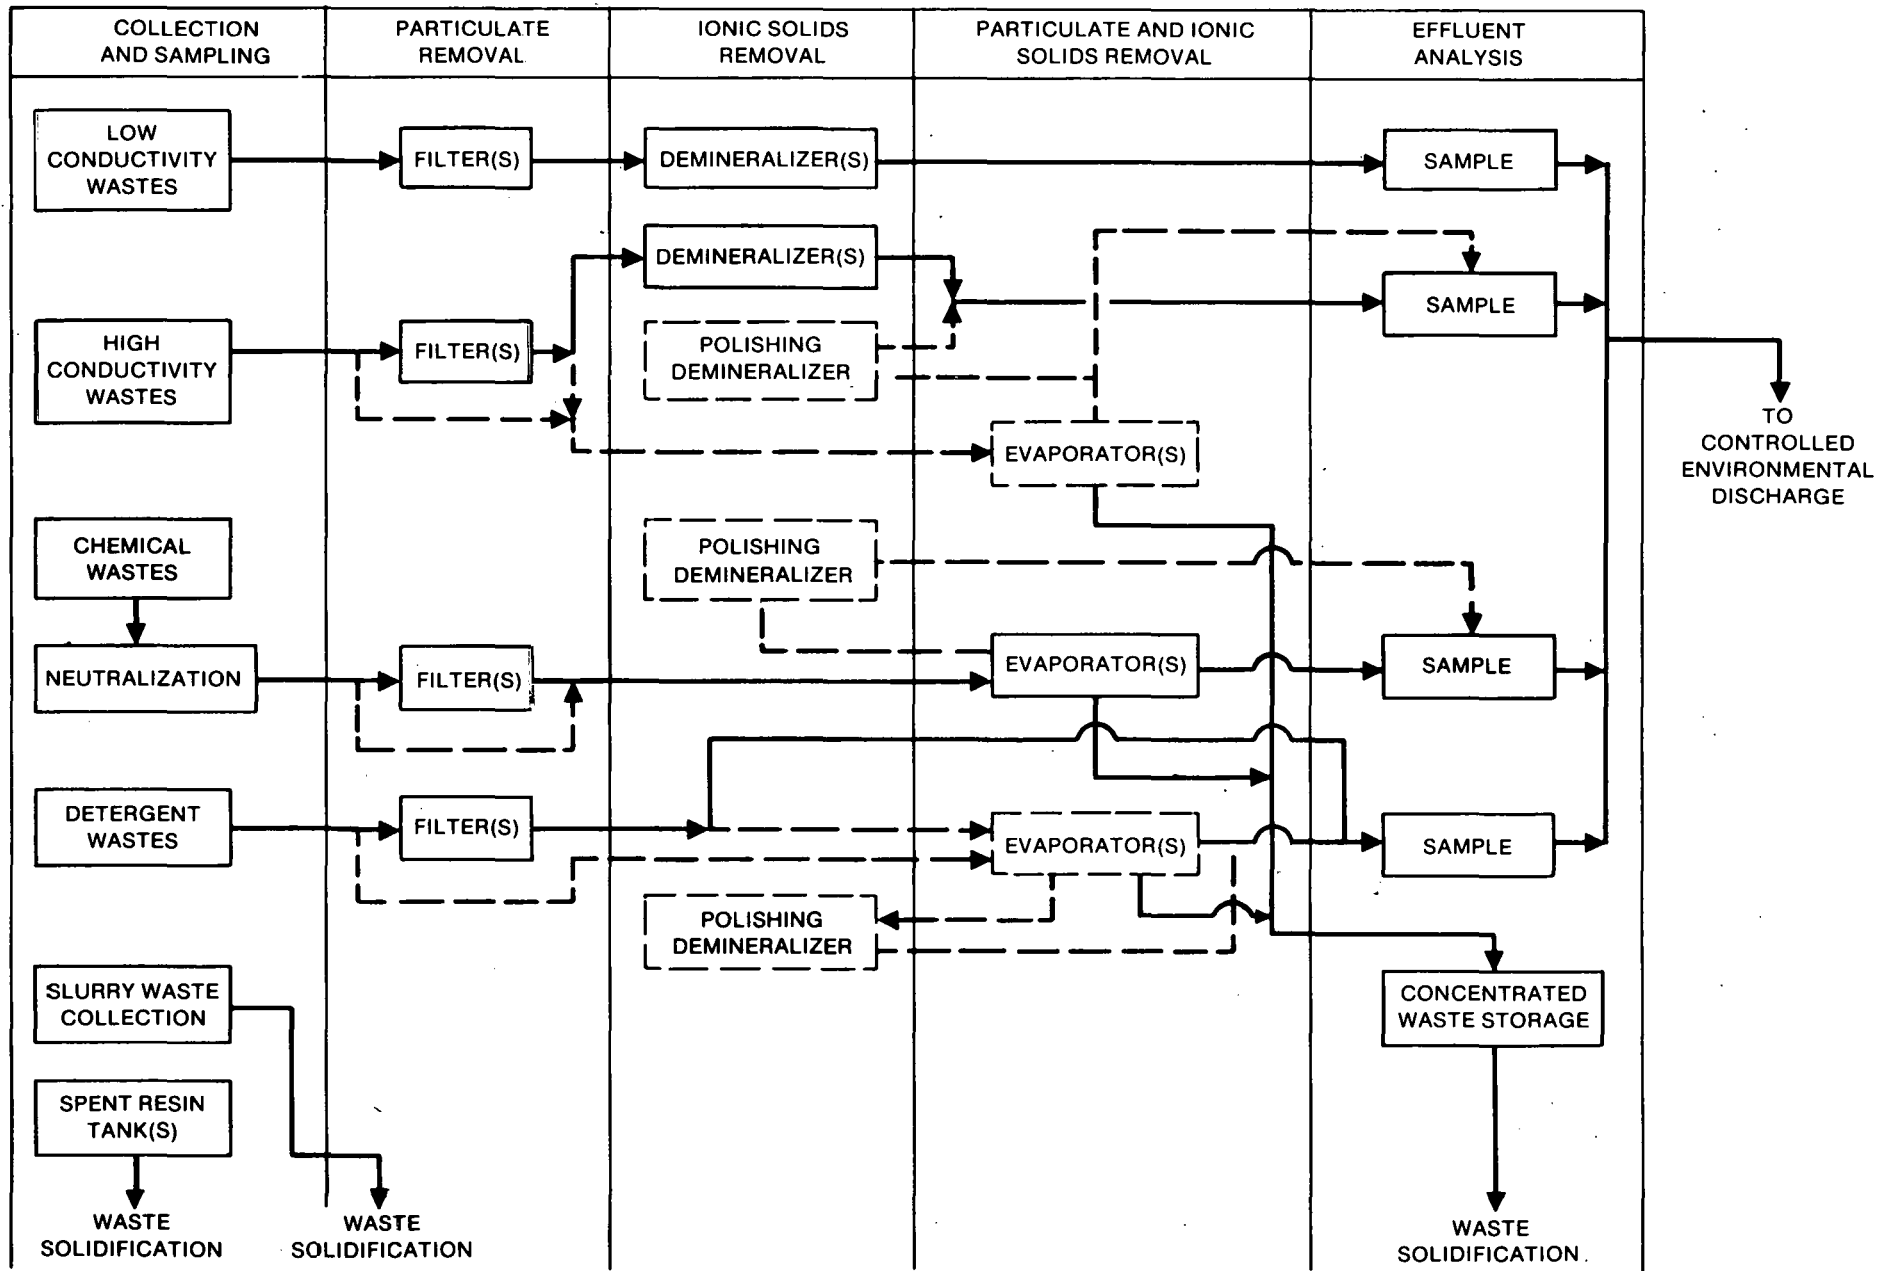 COLLECTION
AND SAMPLING
PARTICULATE
REMOVAL
IONIC SOLIDS
REMOVAL
PARTICULATE AND IONIC
SOLIDS REMOVAL
EFFLUENT
ANALYSIS
LOW
CONDUCTIVITY
WASTES
FILTER(S)
DEMINERALIZER(S)
SAMPLE
DEMINERALIZER(S)
SAMPLE
HIGH
CONDUCTIVITY
WASTES
FILTER(S)
POLISHING
DEMINERALIZER
EVAPORATOR(S)
TO
CONTROLLED
ENVIRONMENTAL
DISCHARGE
CHEMICAL
WASTES
POLISHING
DEMINERALIZER
NEUTRALIZATION
FILTER(S)
EVAPORATOR(S)
SAMPLE
DETERGENT
WASTES
FILTER(S)
EVAPORATOR(S)
SAMPLE
POLISHING
DEMINERALIZER
SLURRY WASTE
COLLECTION
CONCENTRATED
WASTE STORAGE
SPENT RESIN
TANK(S)
WASTE
SOLIDIFICATION
WASTE
SOLIDIFICATION
WASTE
SOLIDIFICATION